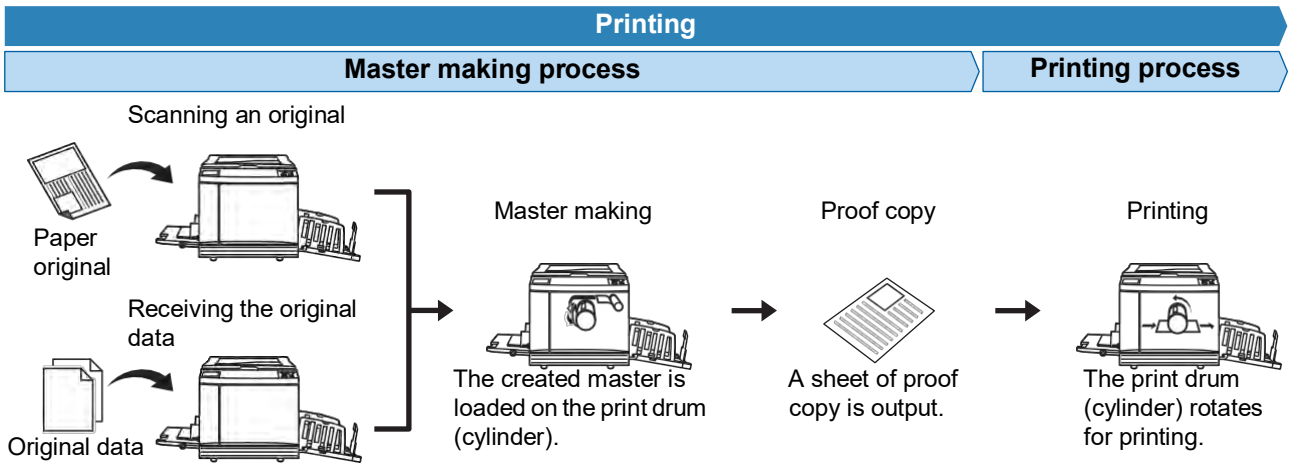 Printing
Master making process
Printing process
Scanning an original
Paper
original
Receiving the original
data
Original data
Master making
The created master is
loaded on the print drum
(cylinder).
Proof copy
A sheet of proof
copy is output.
Printing
The print drum
(cylinder) rotates
for printing.